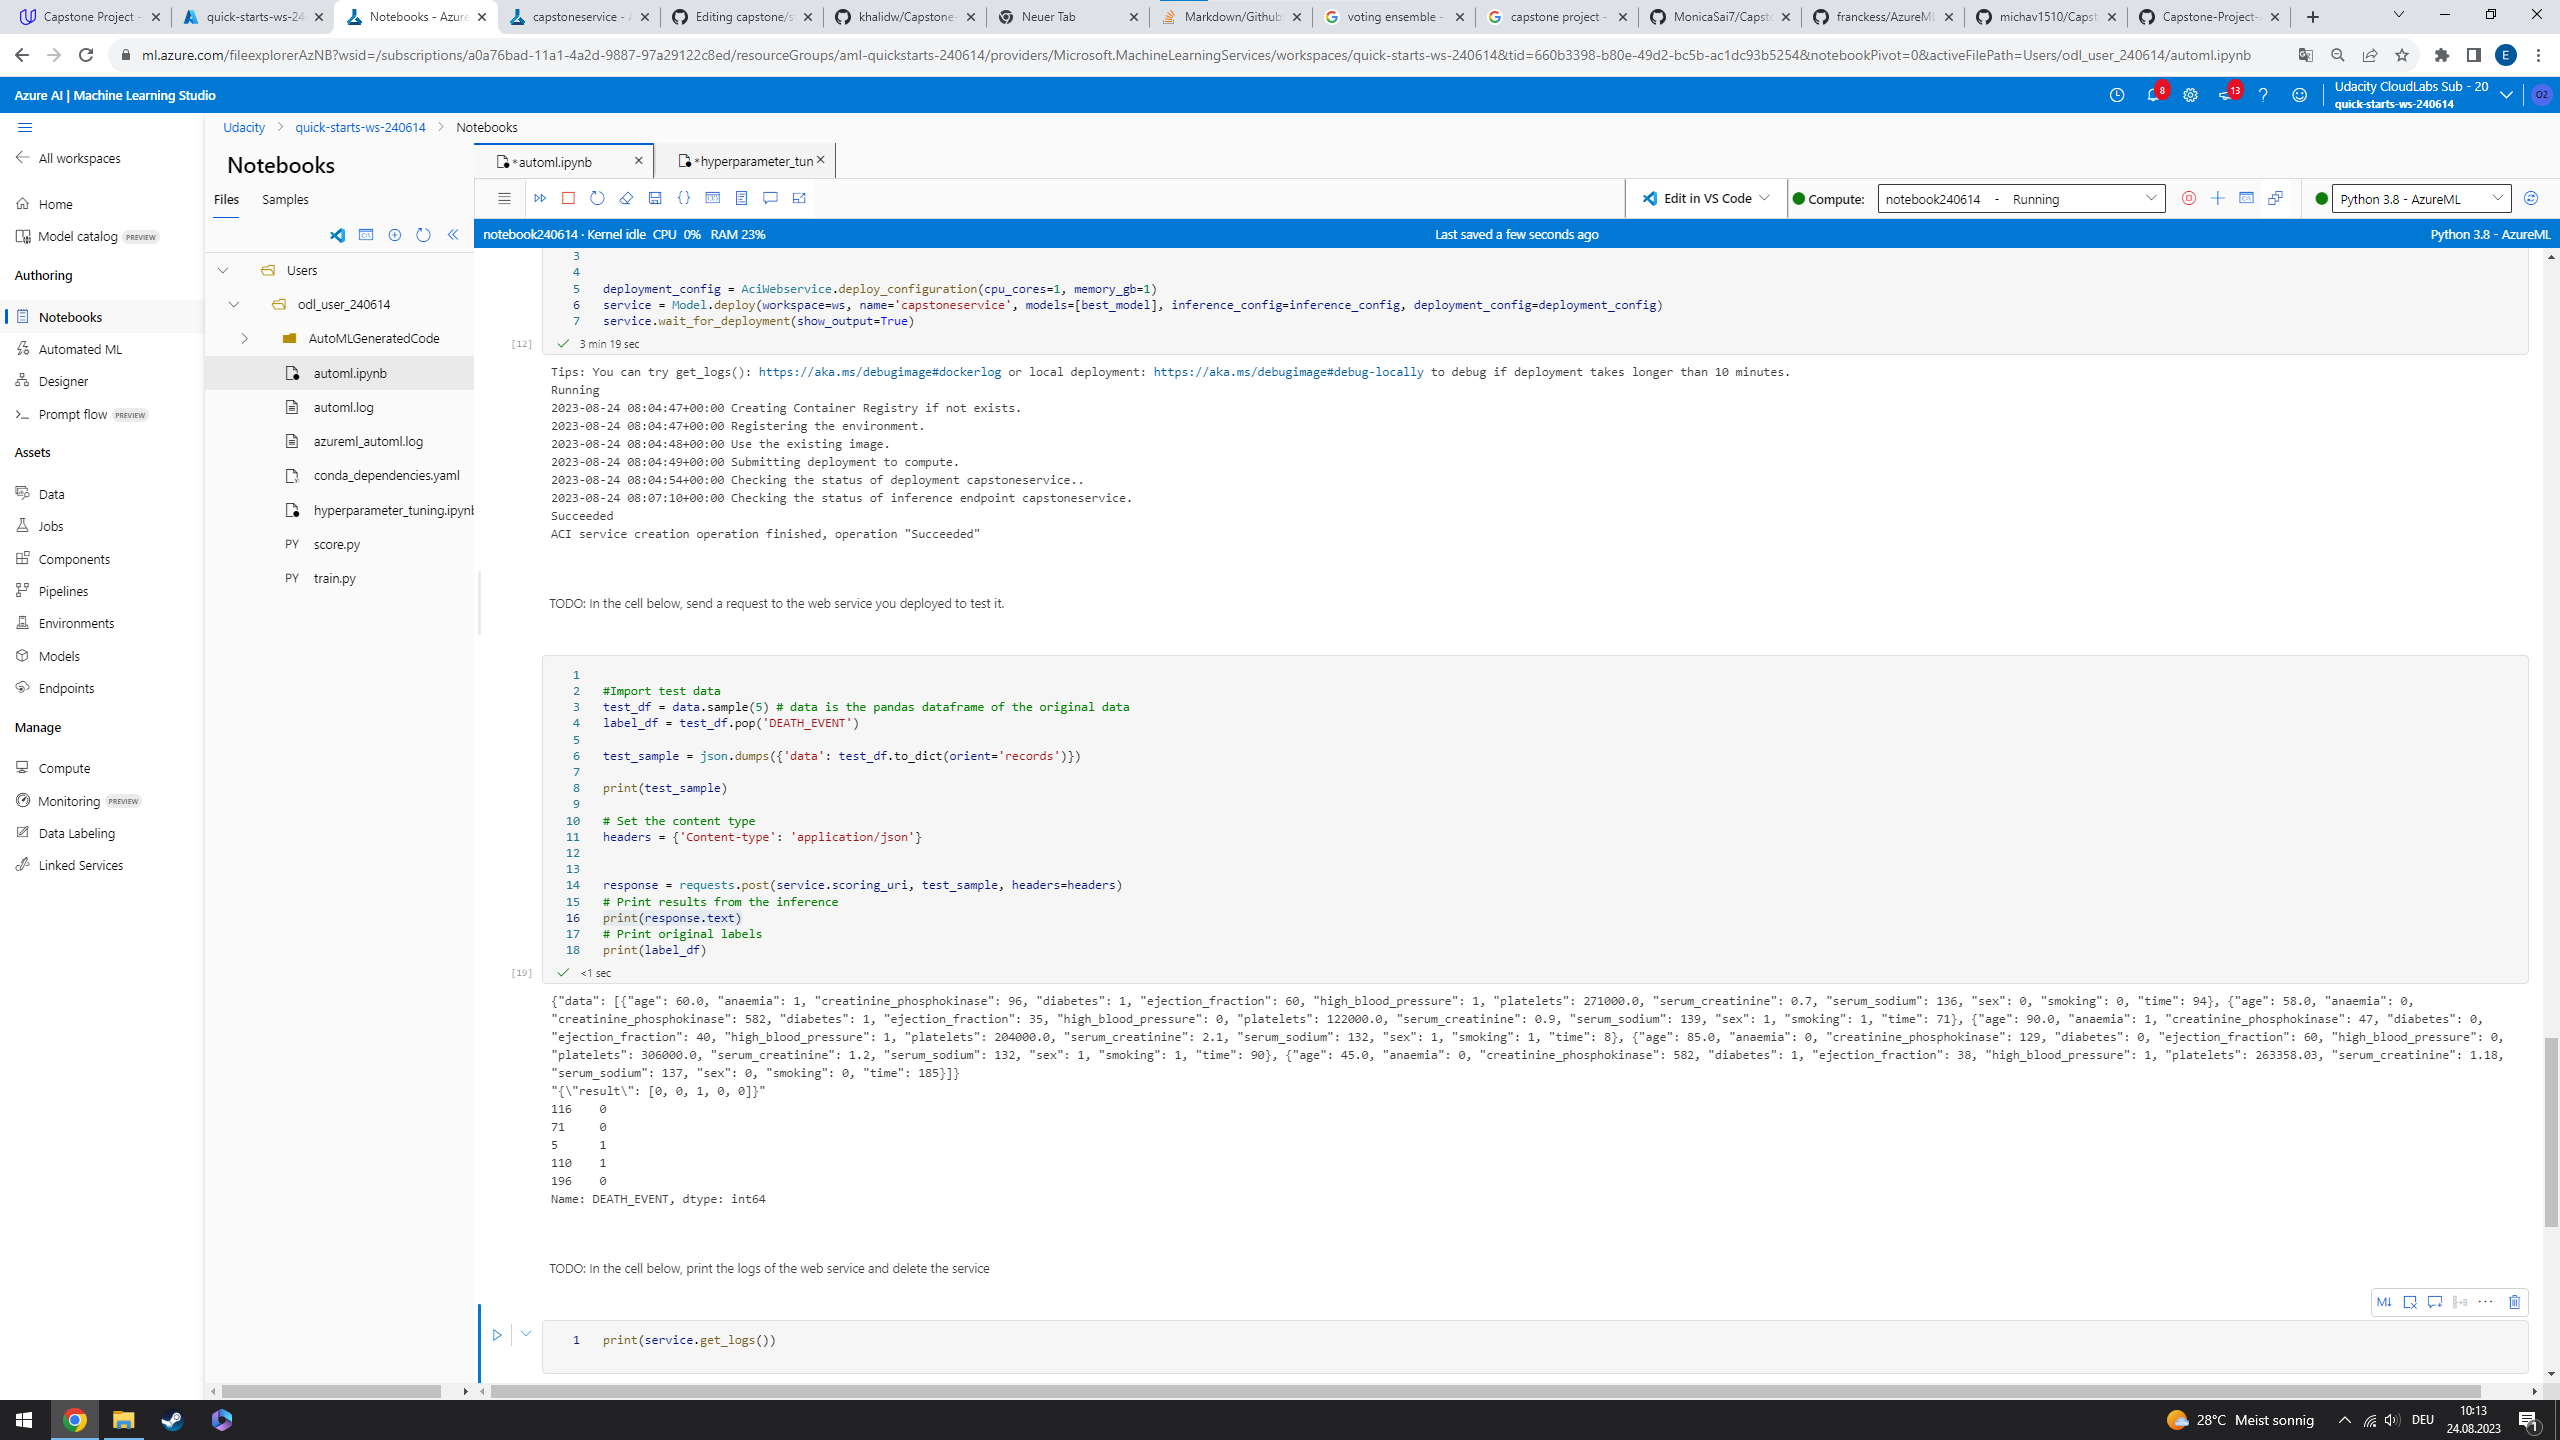 Capstone Project -
quick-starts-ws-24
Notebooks - Azure
capstoneservice - A
Editing capstone/s
khalidw/Capstone-
Neuer Tab
Markdown/Github
voting ensemble -
capstone project -
MonicaSai7/Capst
franckess/AzureML
michav1510/Capst
Capstone-Project-
ml.azure.com/fileexplorerAzNB?wsid=/subscriptions/a0a76bad-11a1-4a2d-9887-97a29122c8ed/resourceGroups/aml-quickstarts-240614/providers/Microsoft.MachineLearningServices/workspaces/quick-starts-ws-240614&tid=660b3398-b80e-49d2-bc5b-ac1dc93b5254&notebookPivot=0&activeFilePath=Users/odl_user_240614/automl.ipynb
E
Azure AI | Machine Learning Studio
8
13
Udacity CloudLabs Sub - 20
quick-starts-ws-240614
O2
All workspaces
Home
Model catalog PREVIEW
Authoring
Notebooks
Automated ML
Designer
Prompt flow PREVIEW
Assets
Data
Jobs
Components
Pipelines
Environments
Models
Endpoints
Manage
Compute
Monitoring PREVIEW
Data Labeling
Linked Services
Udacity > quick-starts-ws-240614 > Notebooks
Notebooks
Files Samples
Users
odl_user_240614
AutoMLGeneratedCode
automl.ipynb
automl.log
azureml_automl.log
conda_dependencies.yaml
hyperparameter_tuning.ipynb
PY score.py
PY train.py
*automl.ipynb
*hyperparameter_tun
Edit in VS Code
Compute: notebook240614 - Running
Python 3.8 - AzureML
notebook240614 · Kernel idle CPU 0% RAM 23%
Last saved a few seconds ago
Python 3.8 - AzureML
3
4
5 deployment_config = AciWebservice.deploy_configuration(cpu_cores=1, memory_gb=1)
6 service = Model.deploy(workspace=ws, name='capstoneservice', models=[best_model], inference_config=inference_config, deployment_config=deployment_config)
7 service.wait_for_deployment(show_output=True)
[12] 3 min 19 sec
Tips: You can try get_logs(): https://aka.ms/debugimage#dockerlog or local deployment: https://aka.ms/debugimage#debug-locally to debug if deployment takes longer than 10 minutes.
Running
2023-08-24 08:04:47+00:00 Creating Container Registry if not exists.
2023-08-24 08:04:47+00:00 Registering the environment.
2023-08-24 08:04:48+00:00 Use the existing image.
2023-08-24 08:04:49+00:00 Submitting deployment to compute.
2023-08-24 08:04:54+00:00 Checking the status of deployment capstoneservice..
2023-08-24 08:07:10+00:00 Checking the status of inference endpoint capstoneservice.
Succeeded
ACI service creation operation finished, operation "Succeeded"
TODO: In the cell below, send a request to the web service you deployed to test it.
1
2 #Import test data
3 test_df = data.sample(5) # data is the pandas dataframe of the original data
4 label_df = test_df.pop('DEATH_EVENT')
5
6 test_sample = json.dumps({'data': test_df.to_dict(orient='records')})
7
8 print(test_sample)
9
10 # Set the content type
11 headers = {'Content-type': 'application/json'}
12
13
14 response = requests.post(service.scoring_uri, test_sample, headers=headers)
15 # Print results from the inference
16 print(response.text)
17 # Print original labels
18 print(label_df)
[19] <1 sec
{"data": [{"age": 60.0, "anaemia": 1, "creatinine_phosphokinase": 96, "diabetes": 1, "ejection_fraction": 60, "high_blood_pressure": 1, "platelets": 271000.0, "serum_creatinine": 0.7, "serum_sodium": 136, "sex": 0, "smoking": 0, "time": 94}, {"age": 58.0, "anaemia": 0,
"creatinine_phosphokinase": 582, "diabetes": 1, "ejection_fraction": 35, "high_blood_pressure": 0, "platelets": 122000.0, "serum_creatinine": 0.9, "serum_sodium": 139, "sex": 1, "smoking": 1, "time": 71}, {"age": 90.0, "anaemia": 1, "creatinine_phosphokinase": 47, "diabetes": 0,
"ejection_fraction": 40, "high_blood_pressure": 1, "platelets": 204000.0, "serum_creatinine": 2.1, "serum_sodium": 132, "sex": 1, "smoking": 1, "time": 8}, {"age": 85.0, "anaemia": 0, "creatinine_phosphokinase": 129, "diabetes": 0, "ejection_fraction": 60, "high_blood_pressure": 0,
"platelets": 306000.0, "serum_creatinine": 1.2, "serum_sodium": 132, "sex": 1, "smoking": 1, "time": 90}, {"age": 45.0, "anaemia": 0, "creatinine_phosphokinase": 582, "diabetes": 1, "ejection_fraction": 38, "high_blood_pressure": 1, "platelets": 263358.03, "serum_creatinine": 1.18,
"serum_sodium": 137, "sex": 0, "smoking": 0, "time": 185}]}
"{\"result\": [0, 0, 1, 0, 0]}"
116 0
71 0
5 1
110 1
196 0
Name: DEATH_EVENT, dtype: int64
TODO: In the cell below, print the logs of the web service and delete the service
M↓
1 print(service.get_logs())
28°C Meist sonnig
DEU
10:13
24.08.2023
1